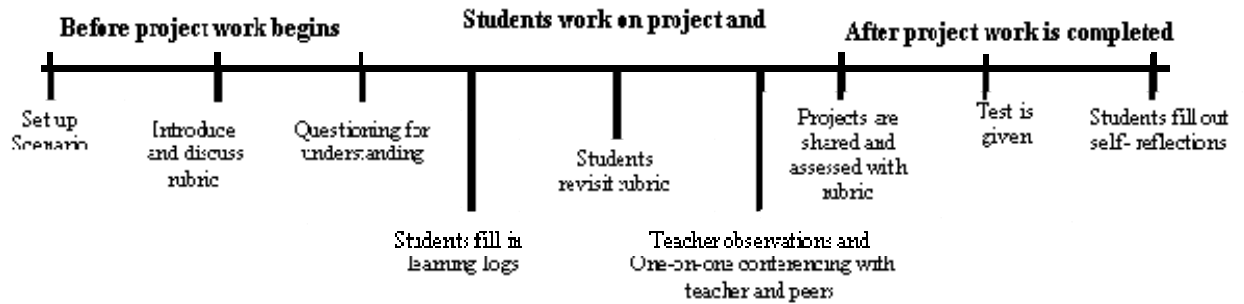 Before project work begins
Students work on project and
After project work is completed
Set up
Scenario
Introduce
and discuss
rubric
Questioning for
understanding
Students fill in
learning logs
Students
revisit rubric
Teacher observations and
One-on-one conferencing with
teacher and peers
Projects are
shared and
assessed with
rubric
Test is
given
Students fill out
self- reflections